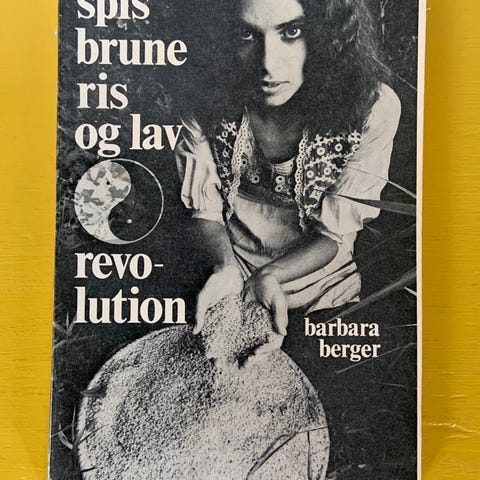 spis
brune
ris
og lav
revo-
lution
barbara
berger